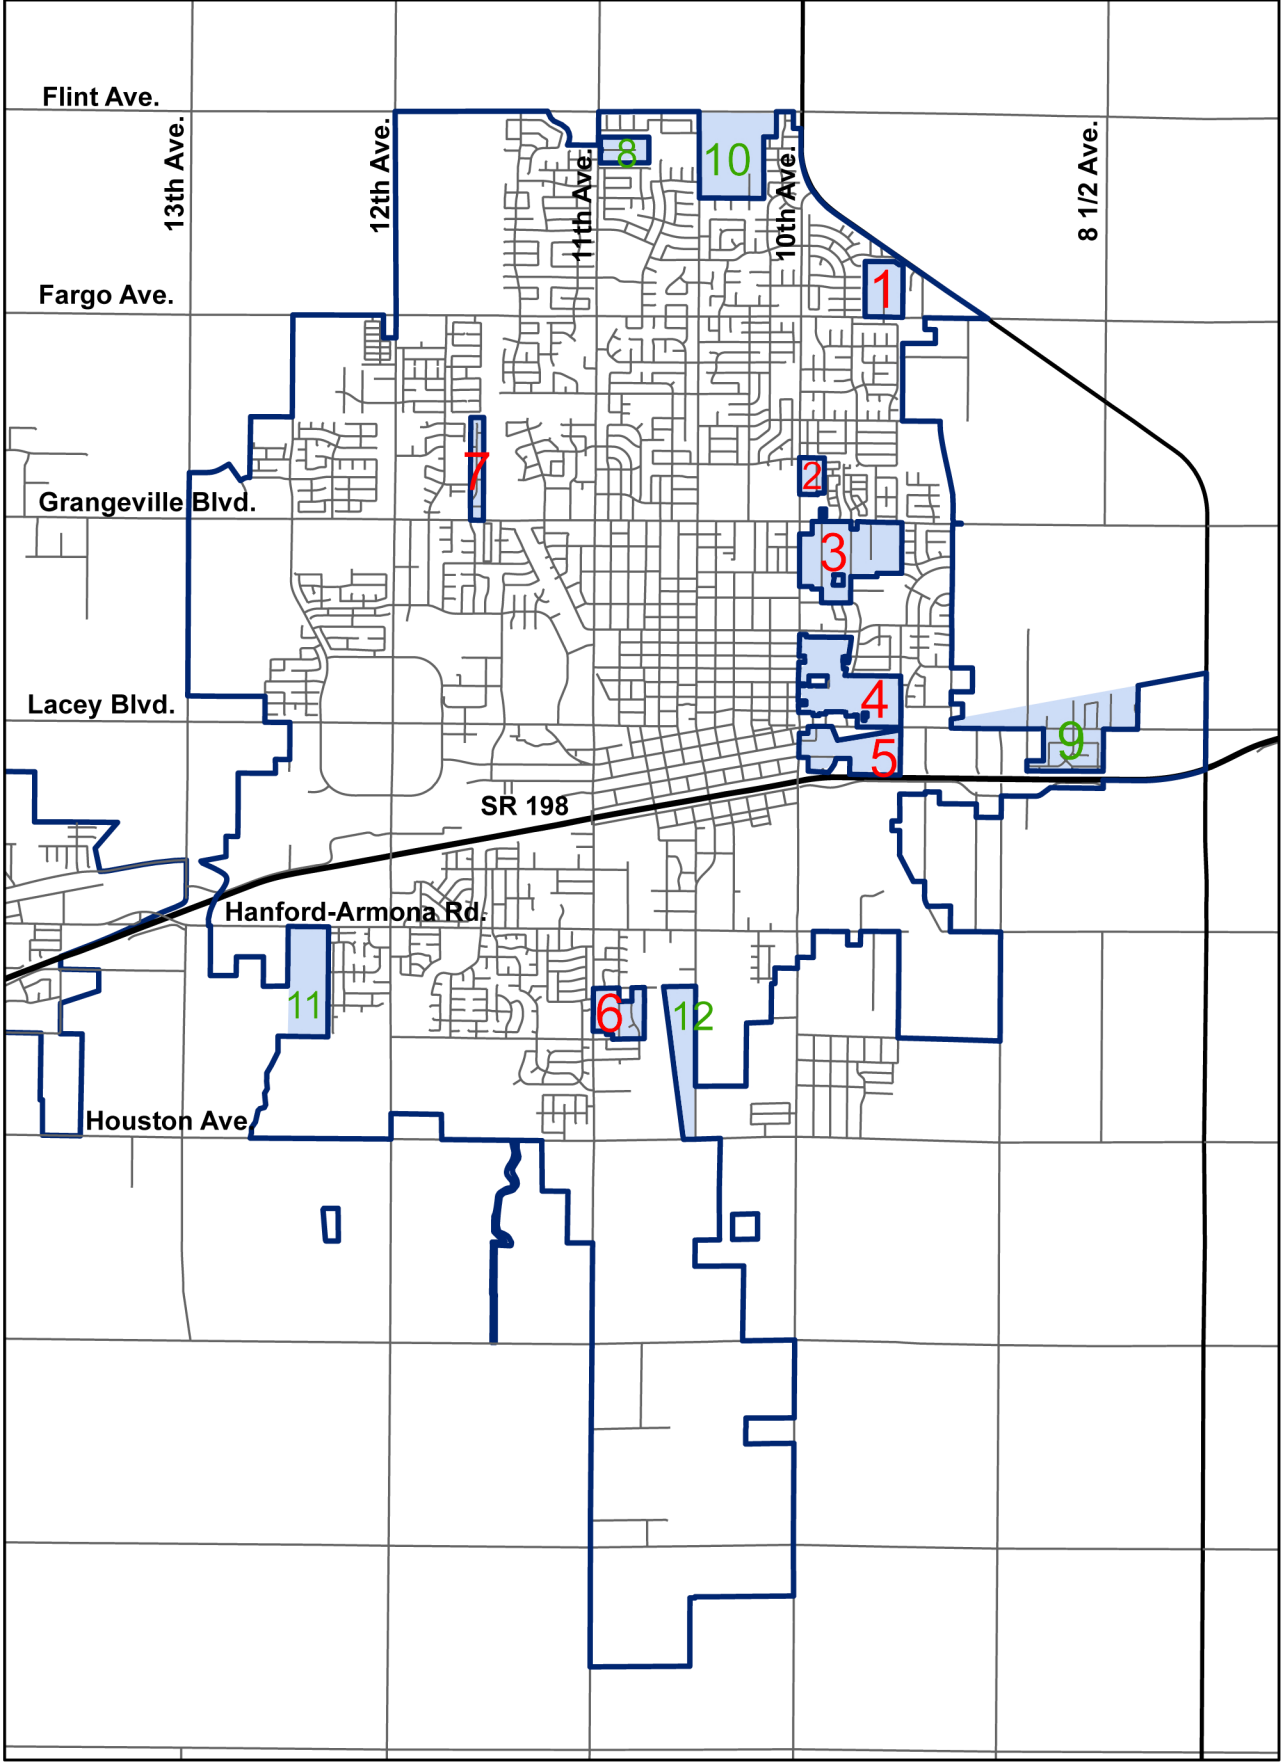 Flint Ave.
13th Ave.
12th Ave.
11th Ave.
10th Ave.
8 1/2 Ave.
8
10
1
Fargo Ave.
7
2
Grangeville Blvd.
3
Lacey Blvd.
4
9
5
SR 198
Hanford-Armona Rd.
11
6
12
Houston Ave.